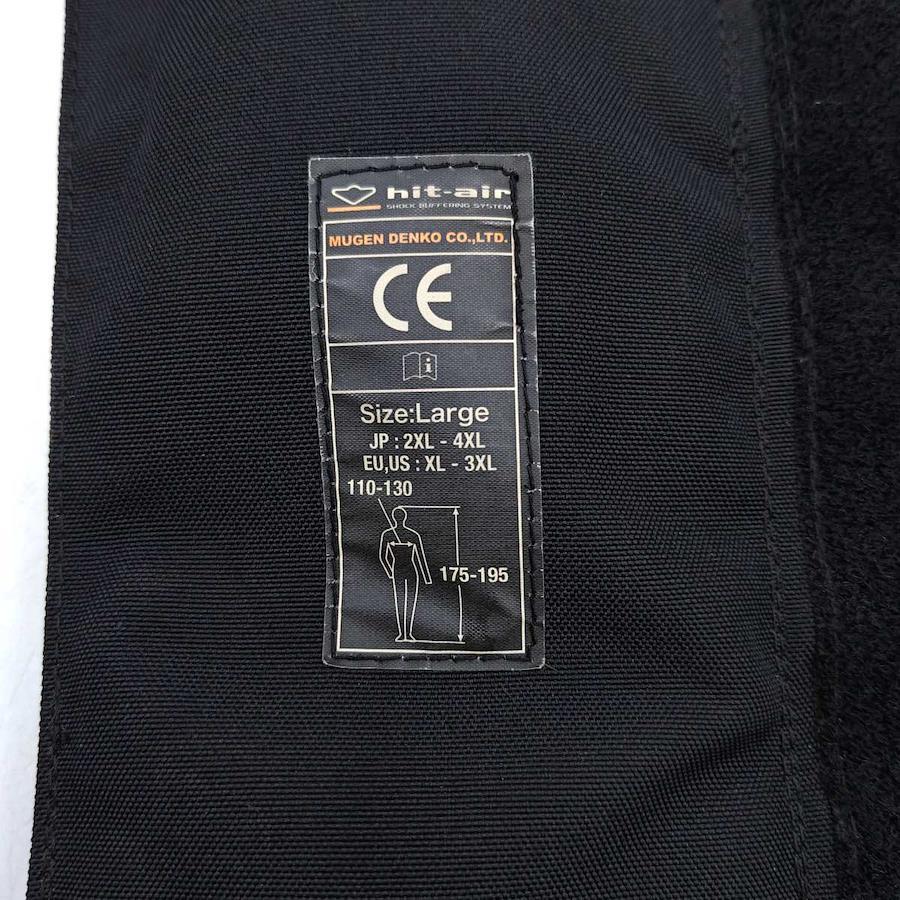 hit-air
SHOCK BUFFERING SYSTEM
MUGEN DENKO CO.,LTD.
CE
i
Size:Large
JP : 2XL - 4XL
EU,US : XL - 3XL
110-130
175-195